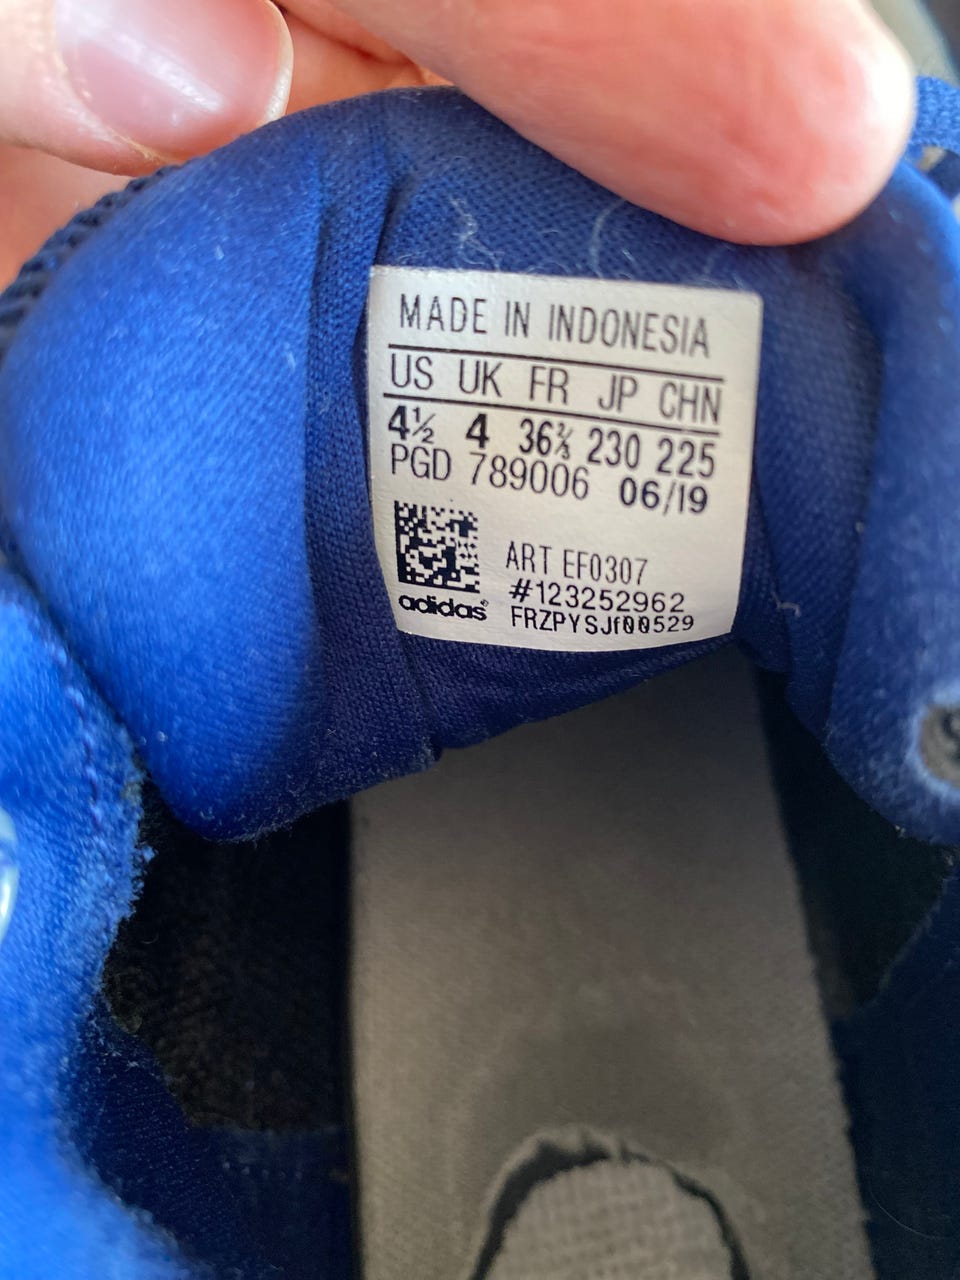 MADE IN INDONESIA
US UK FR JP CHN
4½ 4 36⅔ 230 225
PGD 789006 06/19
ART EF0307
#123252962
adidas® FRZPYSJf00529